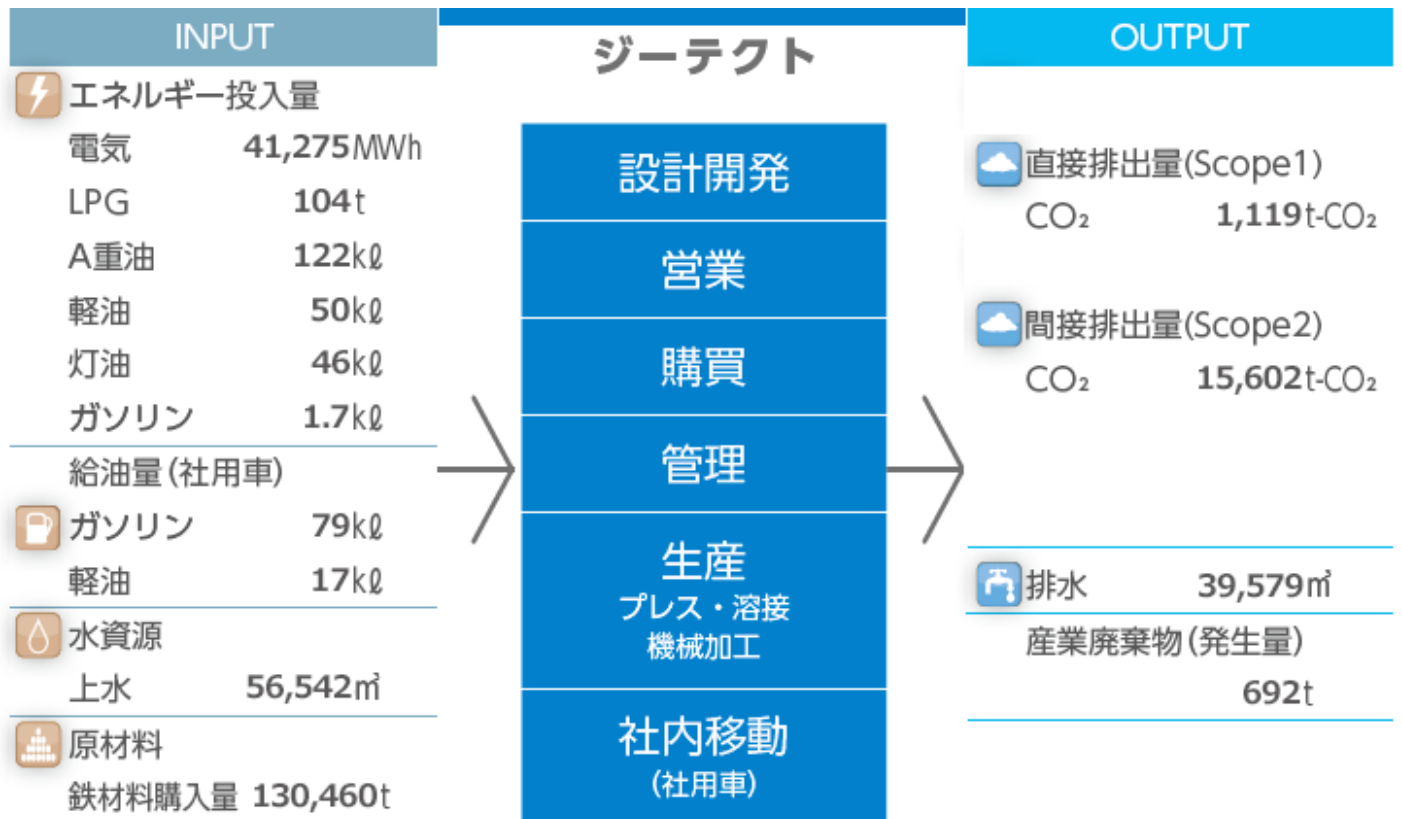 INPUT
エネルギー投入量
電気 41,275MWh
LPG 104t
A重油 122kℓ
軽油 50kℓ
灯油 46kℓ
ガソリン 1.7kℓ
給油量(社用車)
ガソリン 79kℓ
軽油 17kℓ
水資源
上水 56,542㎥
原材料
鉄材料購入量 130,460t
ジーテクト
設計開発
営業
購買
管理
生産
プレス・溶接
機械加工
社内移動
(社用車)
OUTPUT
直接排出量(Scope1)
CO₂ 1,119t-CO₂
間接排出量(Scope2)
CO₂ 15,602t-CO₂
排水 39,579㎥
産業廃棄物(発生量)
692t